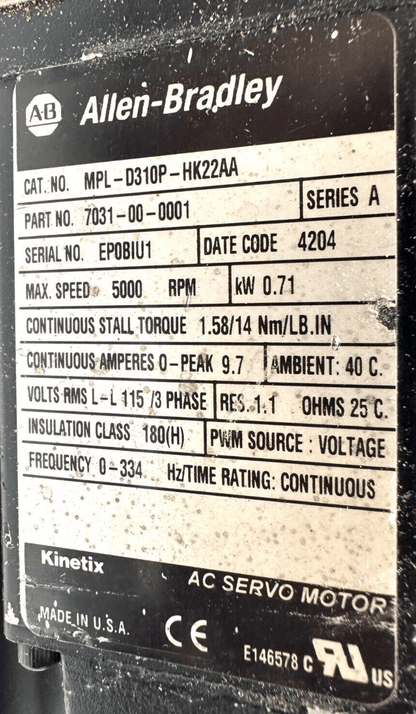 AB Allen-Bradley
CAT. NO. MPL-D310P-HK22AA
PART NO. 7031-00-0001 SERIES A
SERIAL NO. EP0BIU1 DATE CODE 4204
MAX. SPEED 5000 RPM kW 0.71
CONTINUOUS STALL TORQUE 1.58/14 Nm/LB.IN
CONTINUOUS AMPERES 0-PEAK 9.7 AMBIENT: 40 C.
VOLTS RMS L-L 115 /3 PHASE RES. 1.1 OHMS 25 C.
INSULATION CLASS 180(H) PWM SOURCE : VOLTAGE
FREQUENCY 0-334 Hz/TIME RATING: CONTINUOUS
Kinetix AC SERVO MOTOR
MADE IN U.S.A. CE E146578 C RU US